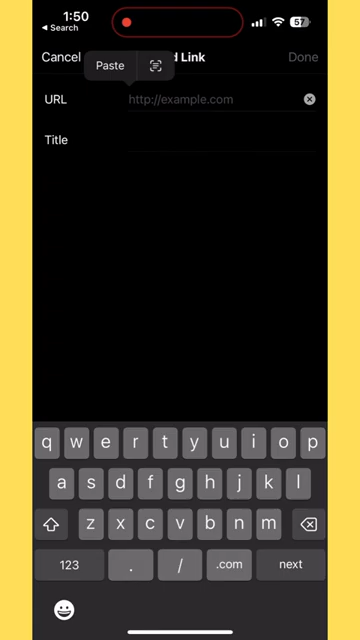 1:50
57
◀ Search
Cancel
d Link
Done
Paste
URL
http://example.com
Title
q w e r t y u i o p
a s d f g h j k l
z x c v b n m
123 . / .com next